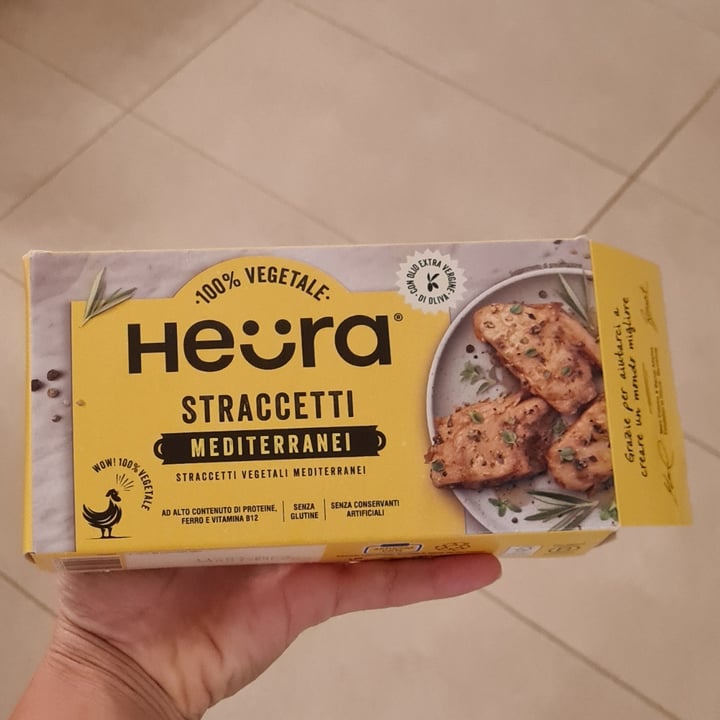 ·100% VEGETALE·
Heüra®
STRACCETTI
MEDITERRANEI
STRACCETTI VEGETALI MEDITERRANEI
WOW! 100% VEGETALE
AD ALTO CONTENUTO DI PROTEINE,
FERRO E VITAMINA B12
SENZA
GLUTINE
SENZA CONSERVANTI
ARTIFICIALI
·CON OLIO EXTRA VERGINE·
DI OLIVA
Grazie per aiutarci a
creare un mondo migliore